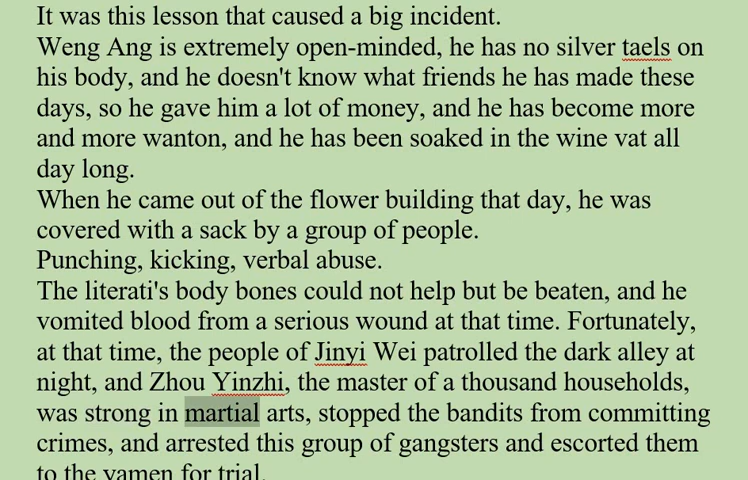 It was this lesson that caused a big incident.
Weng Ang is extremely open-minded, he has no silver taels on
his body, and he doesn't know what friends he has made these
days, so he gave him a lot of money, and he has become more
and more wanton, and he has been soaked in the wine vat all
day long.
When he came out of the flower building that day, he was
covered with a sack by a group of people.
Punching, kicking, verbal abuse.
The literati's body bones could not help but be beaten, and he
vomited blood from a serious wound at that time. Fortunately,
at that time, the people of Jinyi Wei patrolled the dark alley at
night, and Zhou Yinzhi, the master of a thousand households,
was strong in martial arts, stopped the bandits from committing
crimes, and arrested this group of gangsters and escorted them
to the yamen for trial.